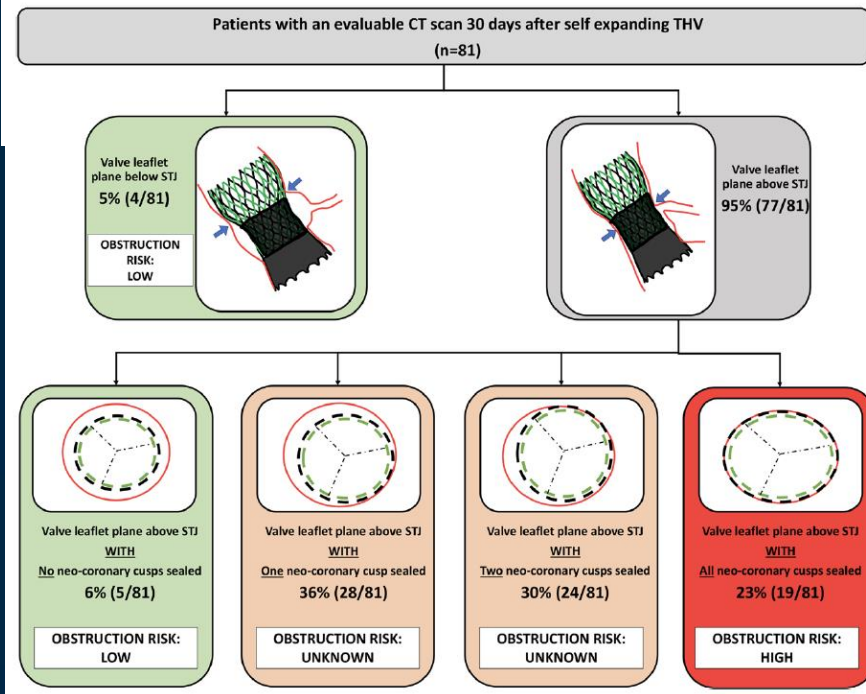 Patients with an evaluable CT scan 30 days after self expanding THV
(n=81)
Valve leaflet
plane below STJ
5% (4/81)
OBSTRUCTION
RISK:
LOW
Valve leaflet
plane above STJ
95% (77/81)
Valve leaflet plane above STJ
WITH
No neo-coronary cusps sealed
6% (5/81)
OBSTRUCTION RISK:
LOW
Valve leaflet plane above STJ
WITH
One neo-coronary cusp sealed
36% (28/81)
OBSTRUCTION RISK:
UNKNOWN
Valve leaflet plane above STJ
WITH
Two neo-coronary cusps sealed
30% (24/81)
OBSTRUCTION RISK:
UNKNOWN
Valve leaflet plane above STJ
WITH
All neo-coronary cusps sealed
23% (19/81)
OBSTRUCTION RISK:
HIGH